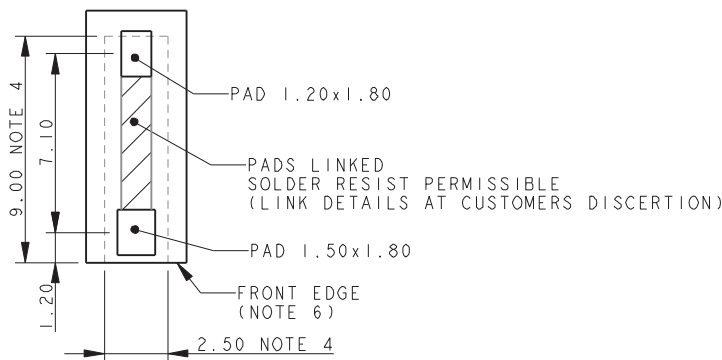 PAD 1.20x1.80
9.00 NOTE 4
7.10
PADS LINKED
SOLDER RESIST PERMISSIBLE
(LINK DETAILS AT CUSTOMERS DISCERTION)
PAD 1.50x1.80
1.20
FRONT EDGE
(NOTE 6)
2.50 NOTE 4